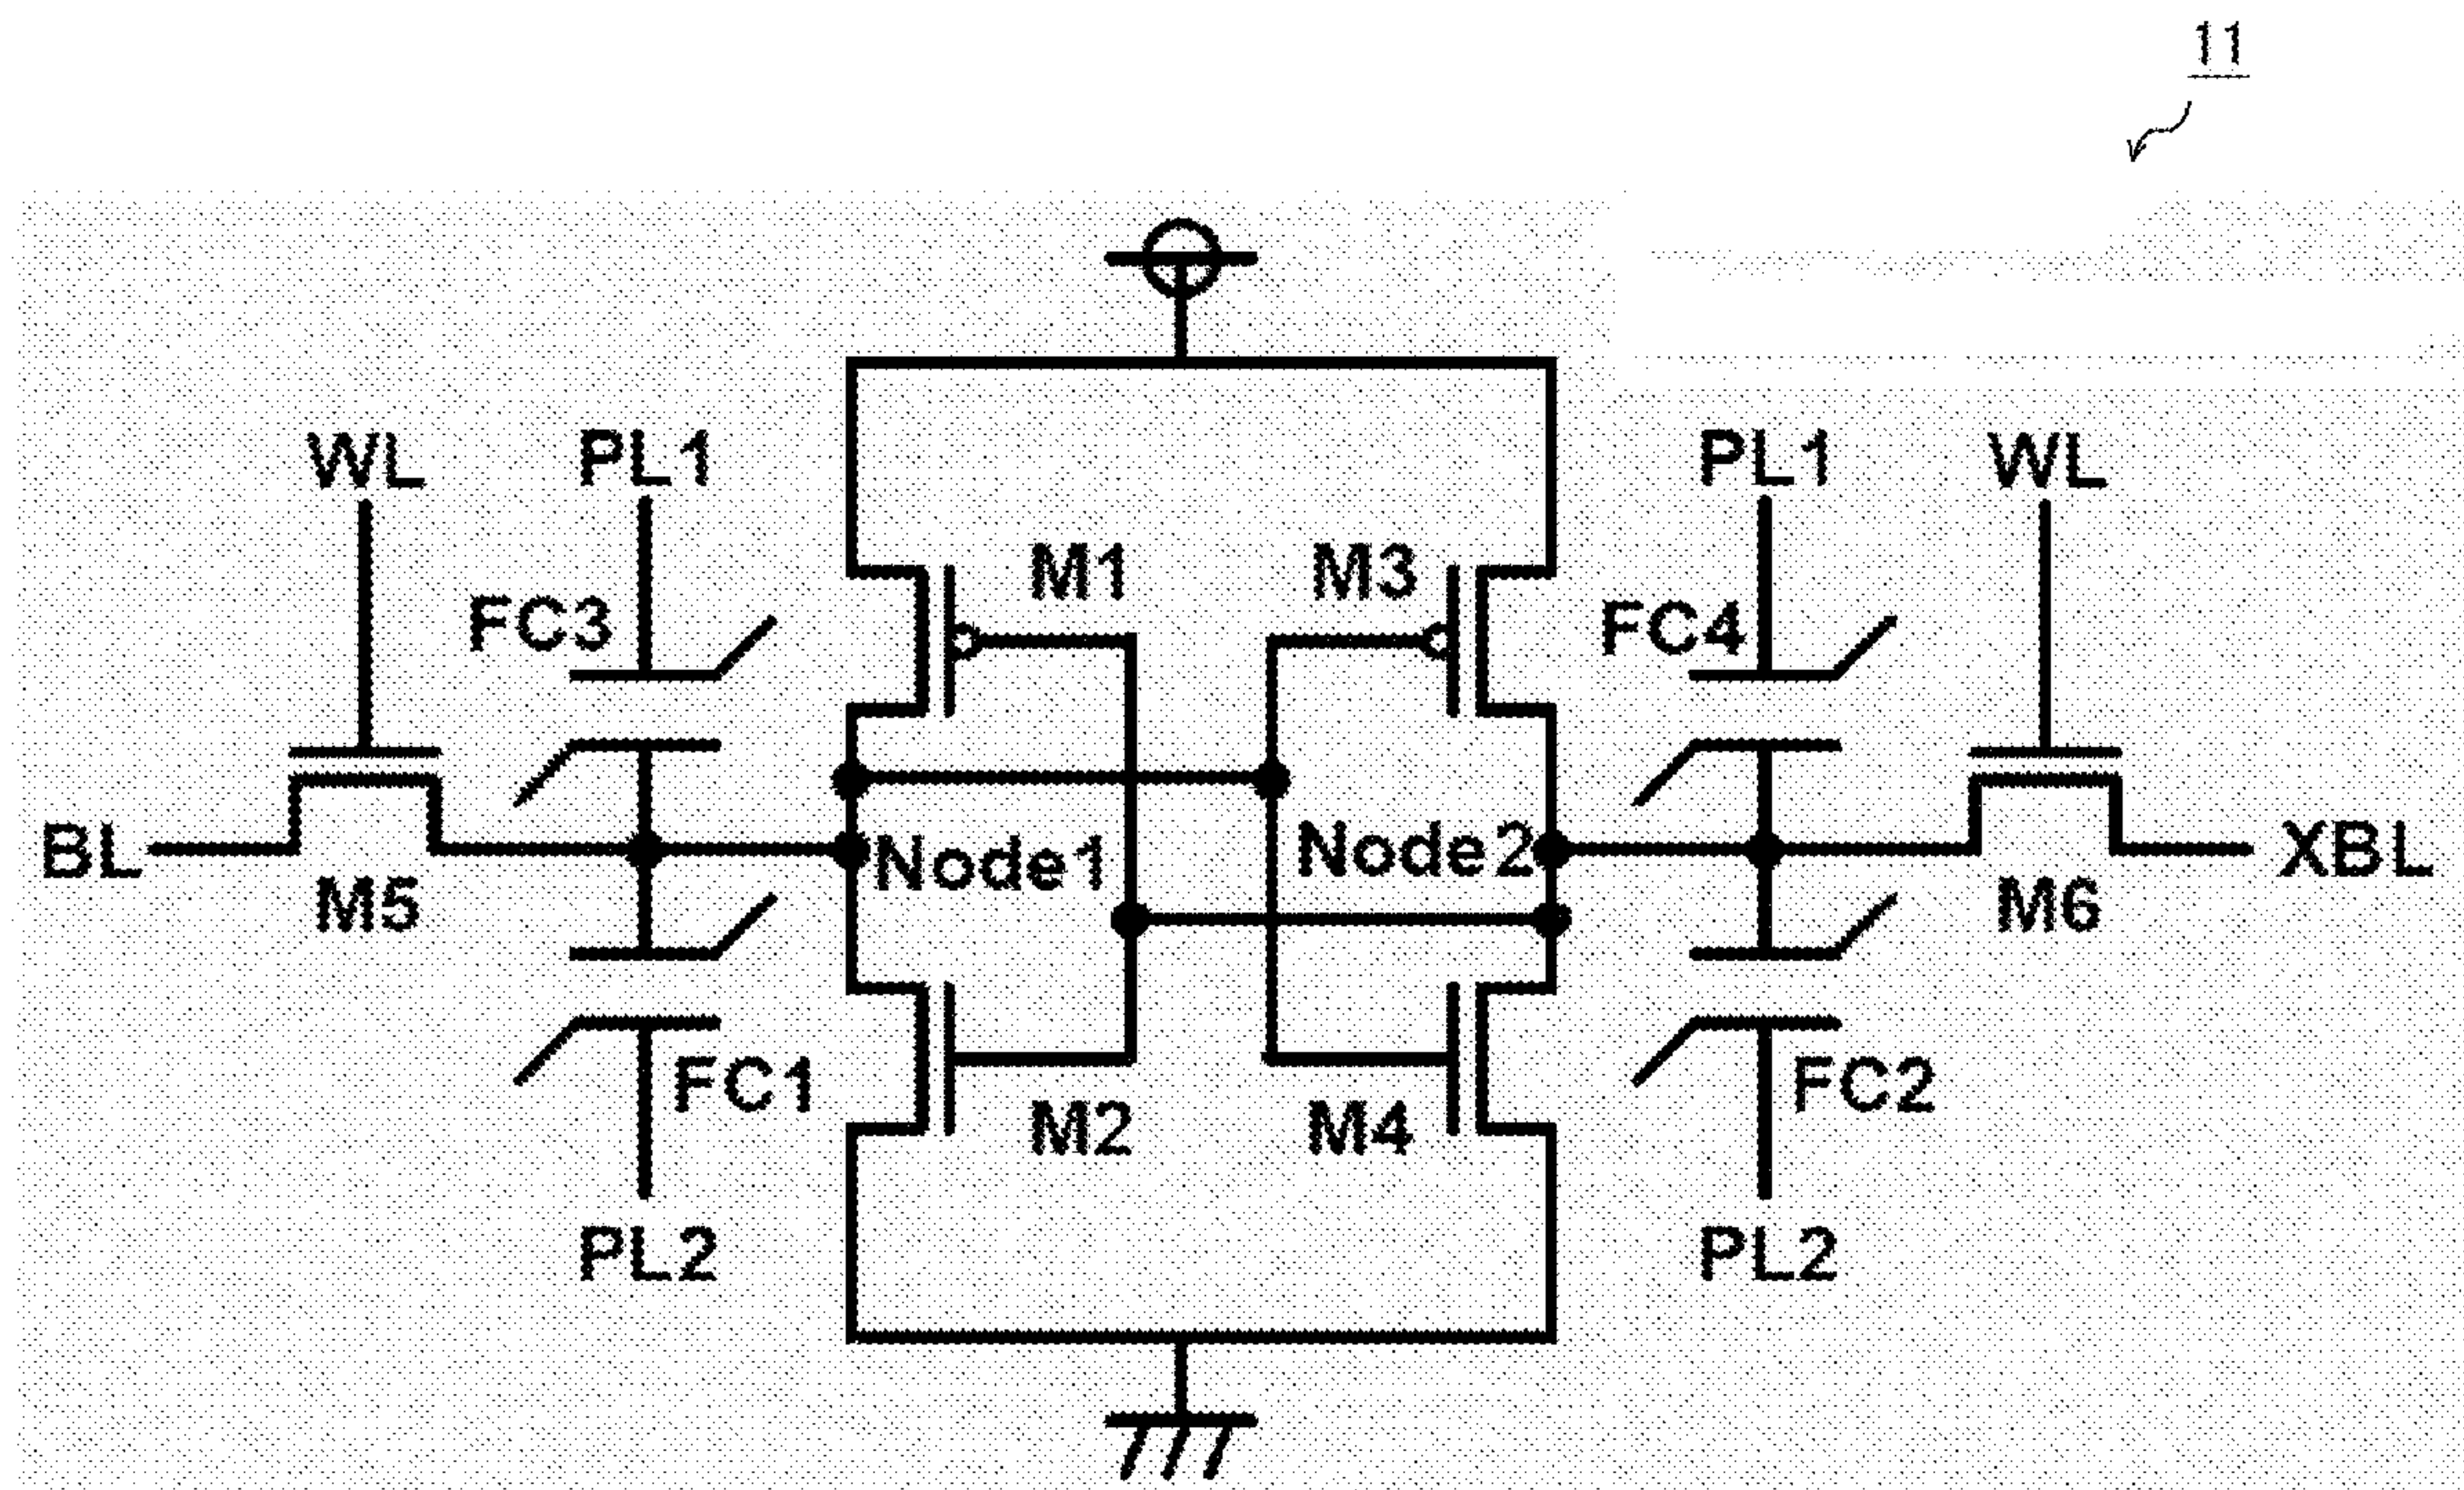 11
WL PL1 PL1 WL
M1 M3
FC3 FC4
BL Node1 Node2 XBL
M5 M6
FC1 FC2
M2 M4
PL2 PL2